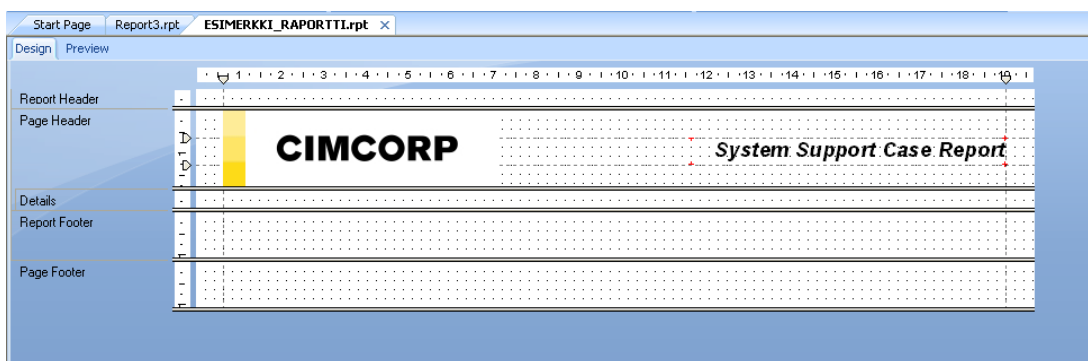 Start Page Report3.rpt ESIMERKKI_RAPORTTI.rpt ×
Design Preview
1 2 3 4 5 6 7 8 9 10 11 12 13 14 15 16 17 18 19
Report Header
Page Header
CIMCORP System Support Case Report
Details
Report Footer
Page Footer